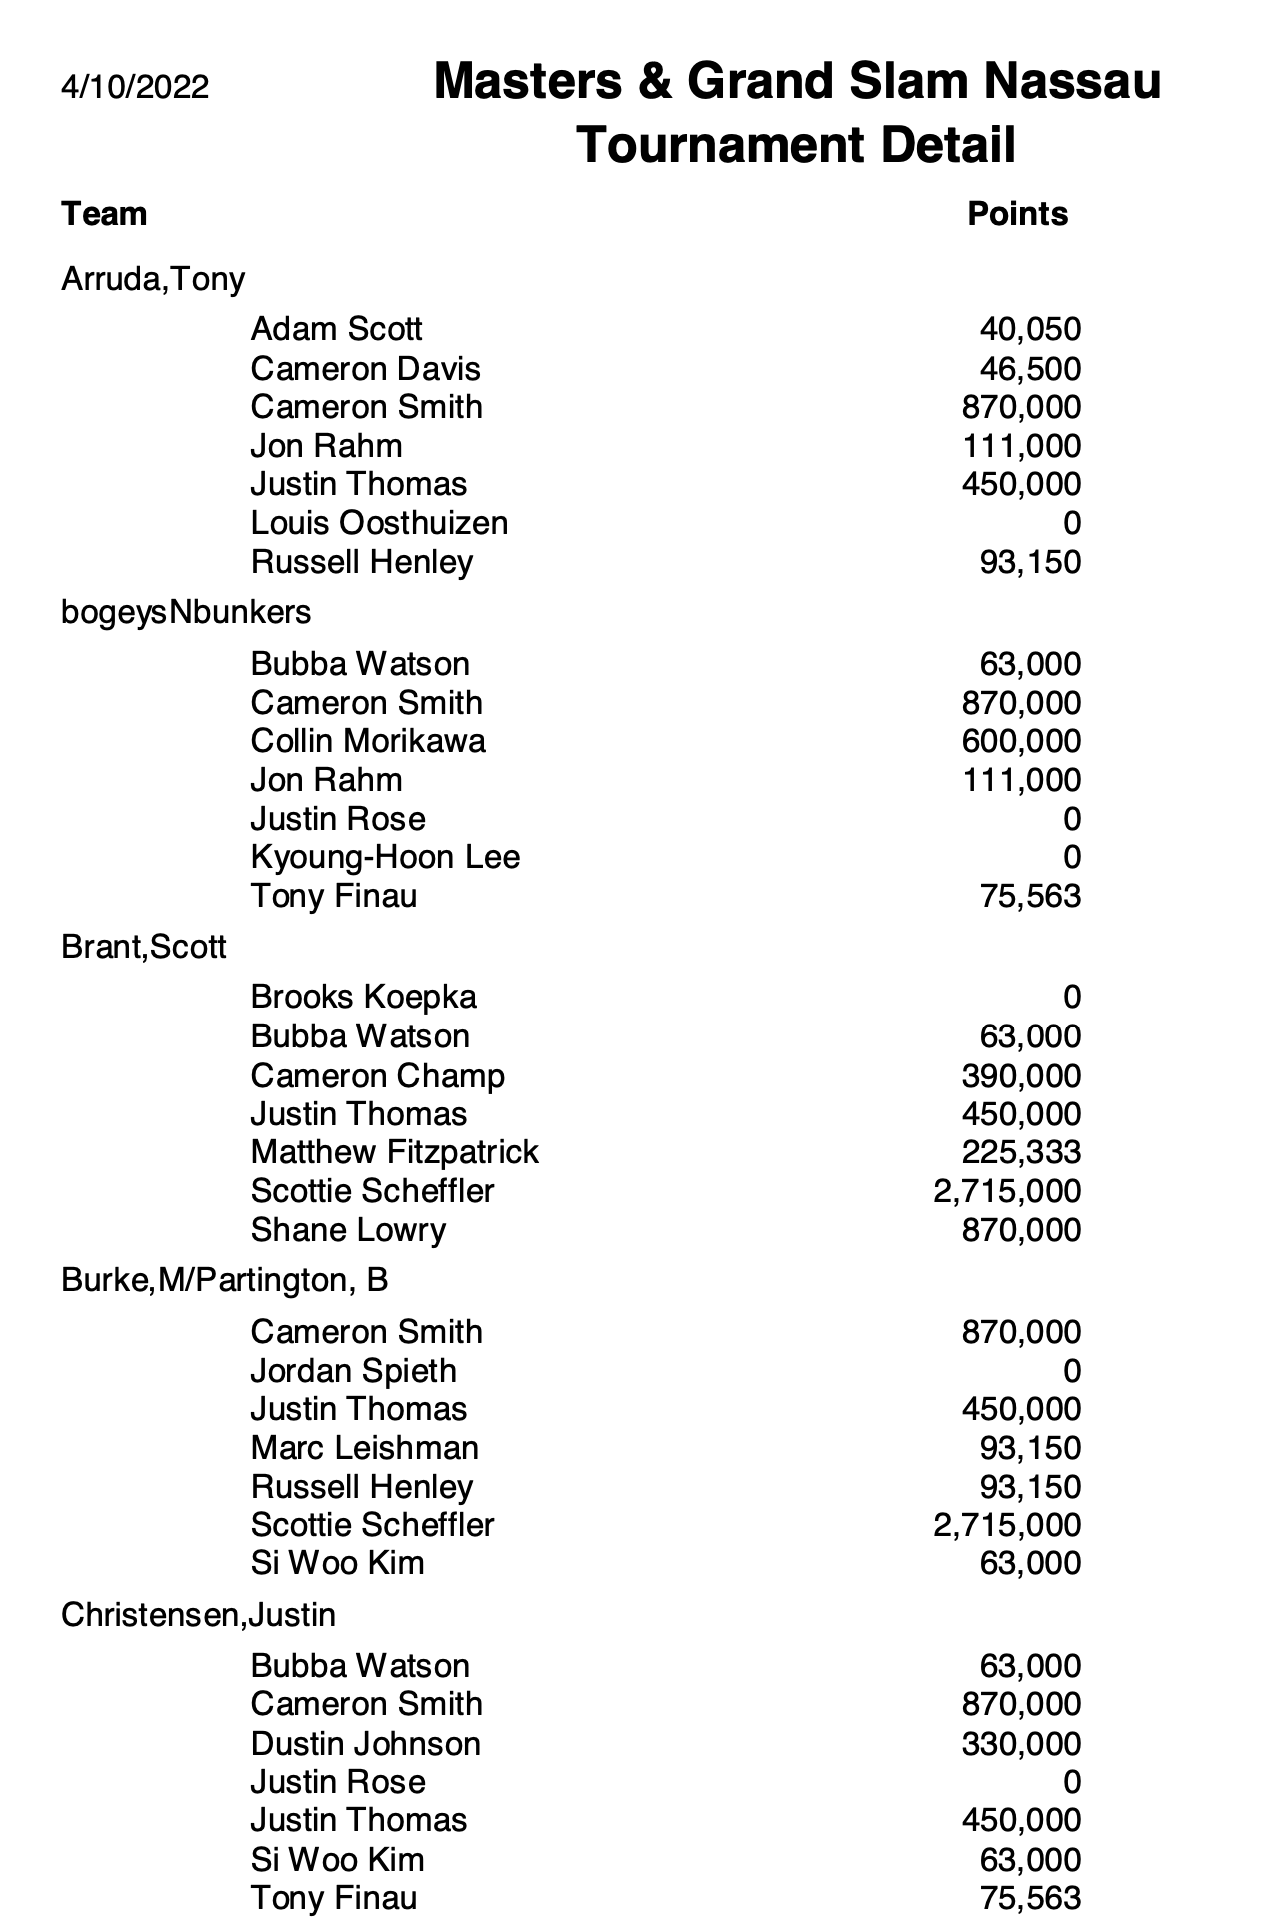 4/10/2022 Masters & Grand Slam Nassau
Tournament Detail
Team Points
Arruda,Tony
Adam Scott 40,050
Cameron Davis 46,500
Cameron Smith 870,000
Jon Rahm 111,000
Justin Thomas 450,000
Louis Oosthuizen 0
Russell Henley 93,150
bogeysNbunkers
Bubba Watson 63,000
Cameron Smith 870,000
Collin Morikawa 600,000
Jon Rahm 111,000
Justin Rose 0
Kyoung-Hoon Lee 0
Tony Finau 75,563
Brant,Scott
Brooks Koepka 0
Bubba Watson 63,000
Cameron Champ 390,000
Justin Thomas 450,000
Matthew Fitzpatrick 225,333
Scottie Scheffler 2,715,000
Shane Lowry 870,000
Burke,M/Partington, B
Cameron Smith 870,000
Jordan Spieth 0
Justin Thomas 450,000
Marc Leishman 93,150
Russell Henley 93,150
Scottie Scheffler 2,715,000
Si Woo Kim 63,000
Christensen,Justin
Bubba Watson 63,000
Cameron Smith 870,000
Dustin Johnson 330,000
Justin Rose 0
Justin Thomas 450,000
Si Woo Kim 63,000
Tony Finau 75,563